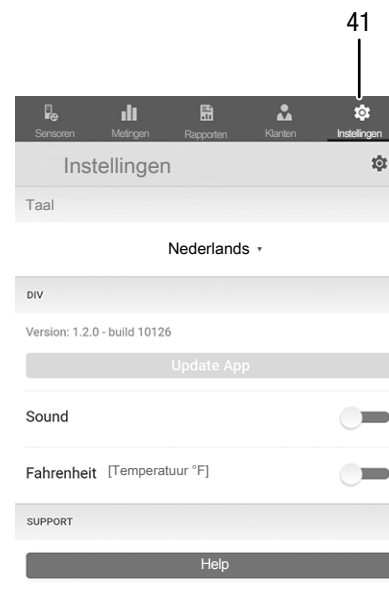 41
Sensoren Metingen Rapporten Klanten Instellingen
Instellingen
Taal
Nederlands
DIV
Version: 1.2.0 - build 10126
Update App
Sound
Fahrenheit [Temperatuur °F]
SUPPORT
Help